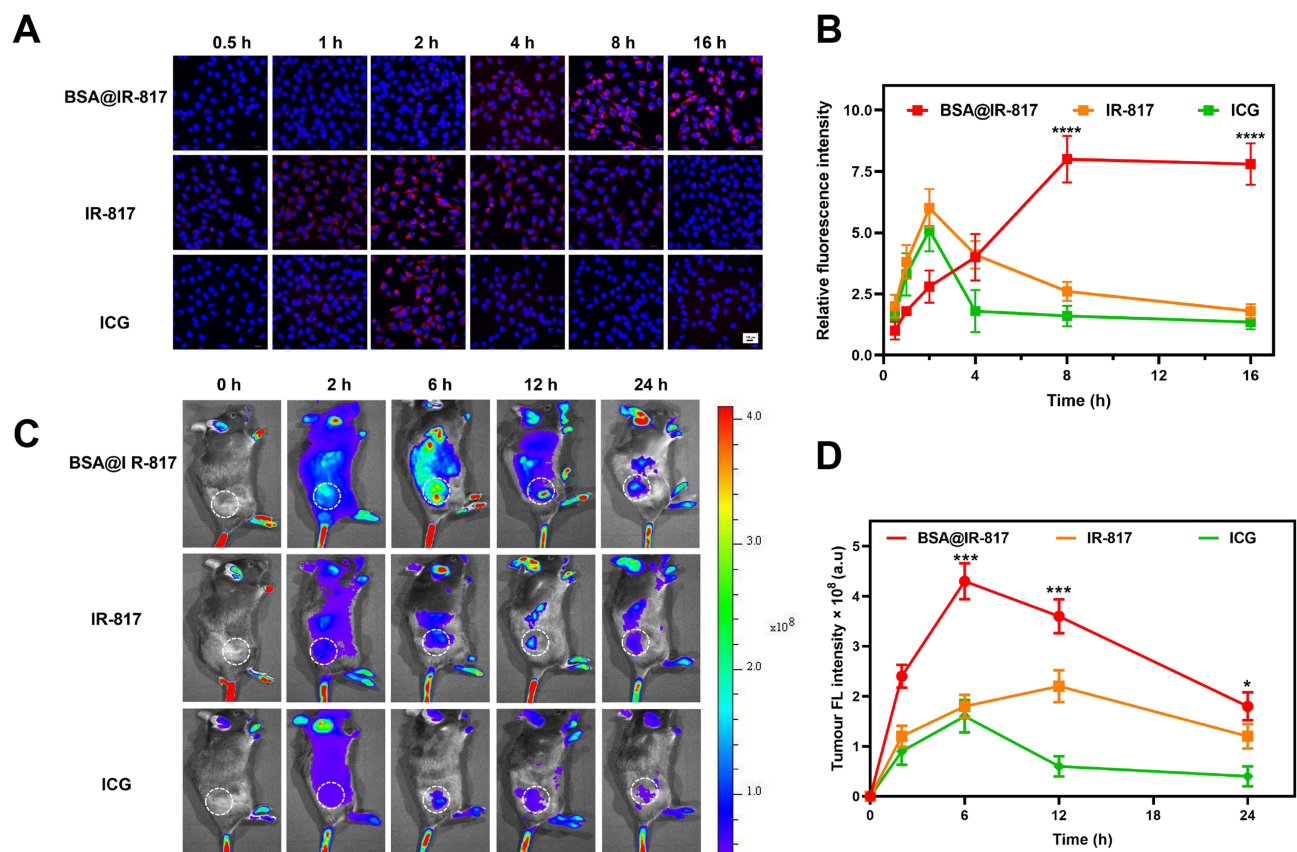 A
0.5 h 1 h 2 h 4 h 8 h 16 h
BSA@IR-817
IR-817
ICG
B
BSA@IR-817 IR-817 ICG
**** ****
Relative fluorescence intensity
10.0
7.5
5.0
2.5
0.0
0 4 8 12 16
Time (h)
C
0 h 2 h 6 h 12 h 24 h
BSA@I R-817
IR-817
ICG
4.0
3.0
x10⁸
2.0
1.0
D
BSA@IR-817 IR-817 ICG
*** *** *
Tumour FL intensity × 10⁸ (a.u)
5
4
3
2
1
0
0 6 12 18 24
Time (h)